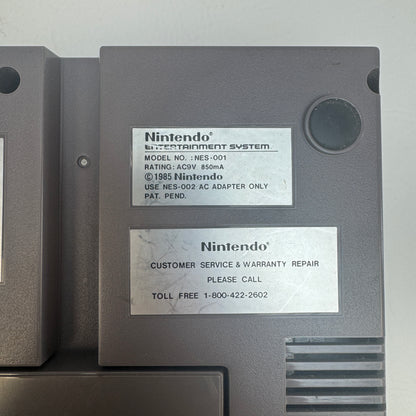 Nintendo®
ENTERTAINMENT SYSTEM
MODEL NO. : NES-001
RATING: AC9V 850mA
© 1985 Nintendo
USE NES-002 AC ADAPTER ONLY
PAT. PEND.
Nintendo®
CUSTOMER SERVICE & WARRANTY REPAIR
PLEASE CALL
TOLL FREE 1-800-422-2602